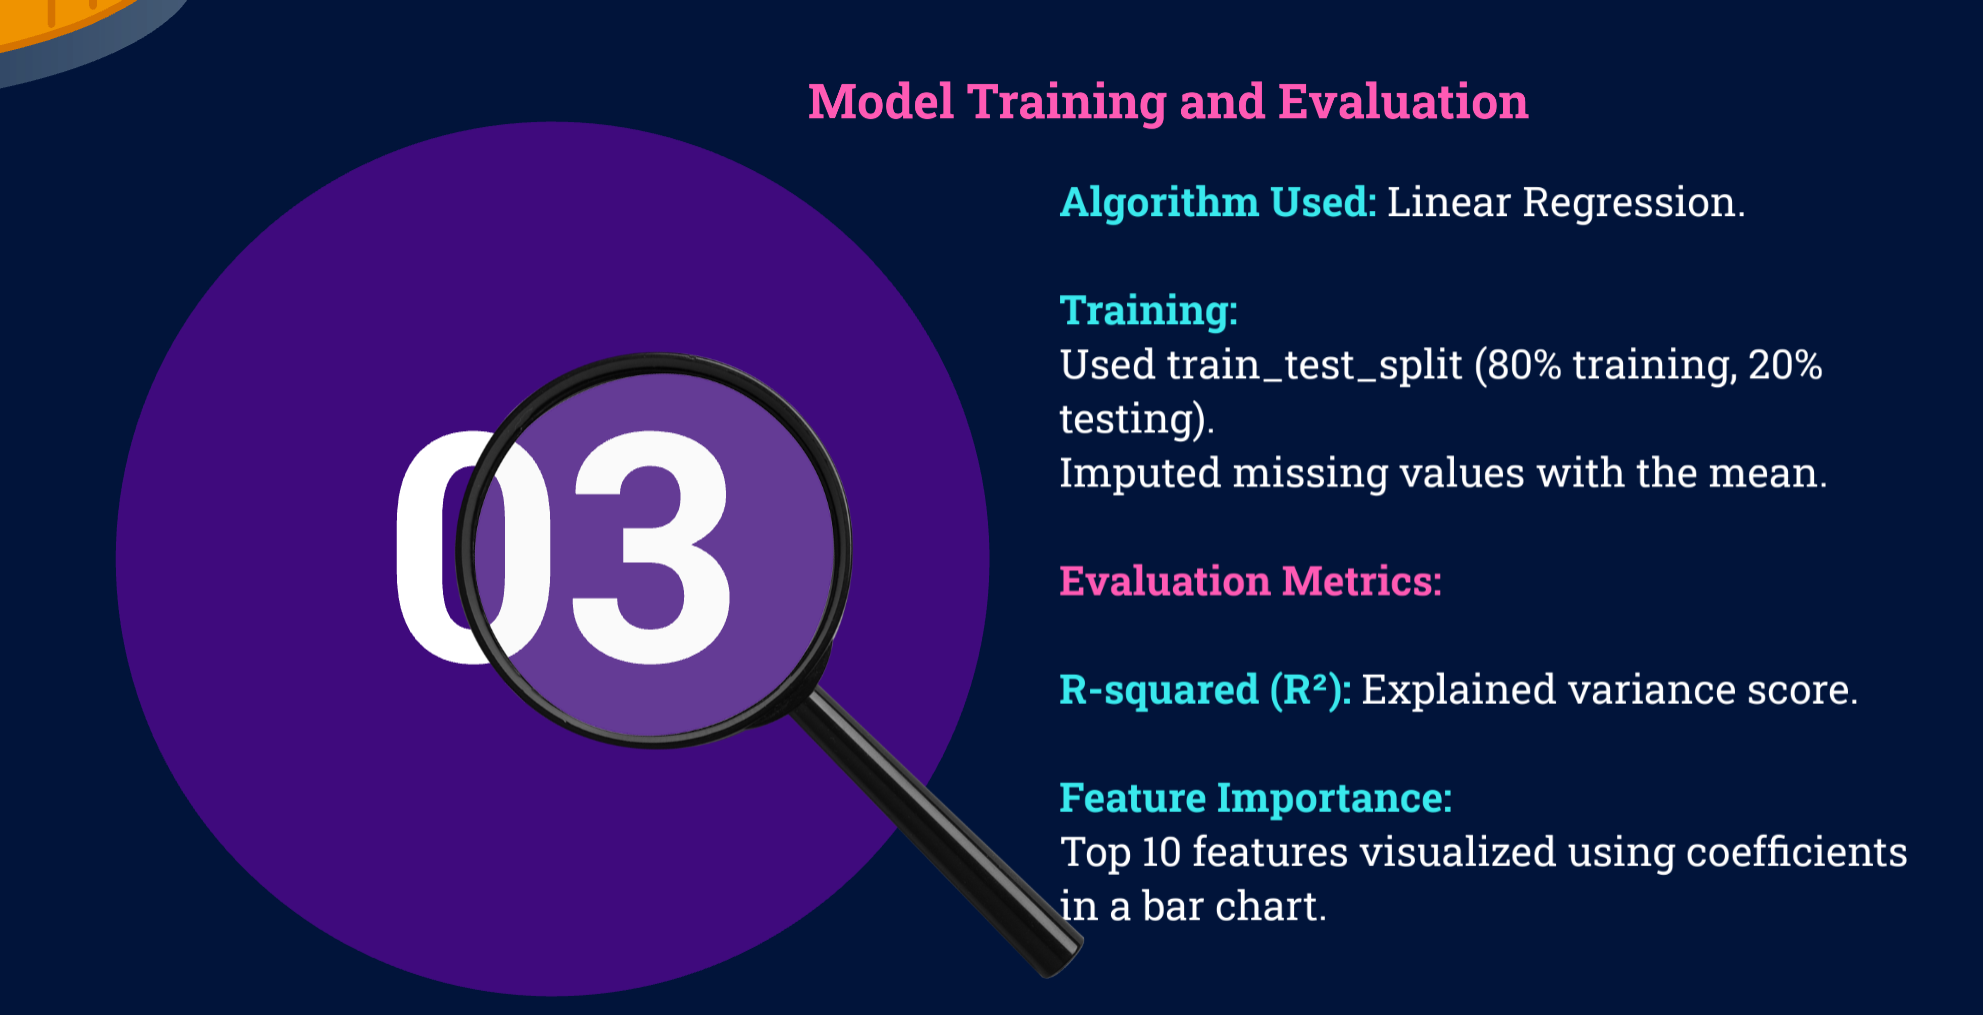 Model Training and Evaluation
03
Algorithm Used: Linear Regression.
Training:
Used train_test_split (80% training, 20%
testing).
Imputed missing values with the mean.
Evaluation Metrics:
R-squared (R²): Explained variance score.
Feature Importance:
Top 10 features visualized using coefficients
in a bar chart.